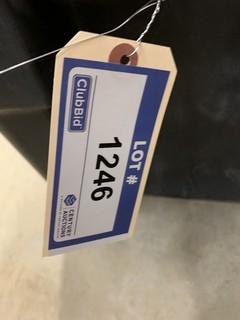 LOT #
1246
ClubBid
CENTURY
AUCTIONS